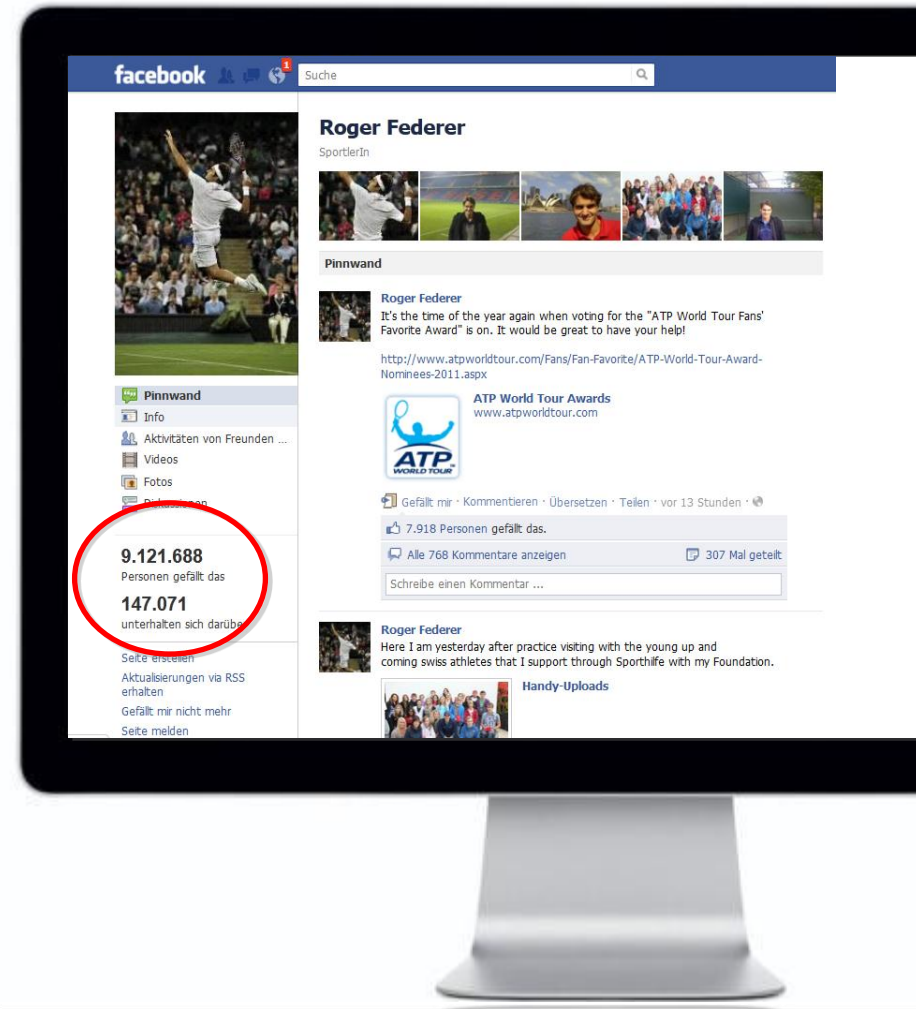 facebook
1
Suche
Roger Federer
SportlerIn
Pinnwand
Roger Federer
It's the time of the year again when voting for the "ATP World Tour Fans'
Favorite Award" is on. It would be great to have your help!
http://www.atpworldtour.com/Fans/Fan-Favorite/ATP-World-Tour-Award-
Nominees-2011.aspx
ATP World Tour Awards
www.atpworldtour.com
ATP
WORLD TOUR
Gefällt mir · Kommentieren · Übersetzen · Teilen · vor 13 Stunden ·
7.918 Personen gefällt das.
Alle 768 Kommentare anzeigen
307 Mal geteilt
Schreibe einen Kommentar ...
Roger Federer
Here I am yesterday after practice visiting with the young up and
coming swiss athletes that I support through Sporthilfe with my Foundation.
Handy-Uploads
Pinnwand
Info
Aktivitäten von Freunden ...
Videos
Fotos
Diskussionen
9.121.688
Personen gefällt das
147.071
unterhalten sich darüber
Seite erstellen
Aktualisierungen via RSS
erhalten
Gefällt mir nicht mehr
Seite melden